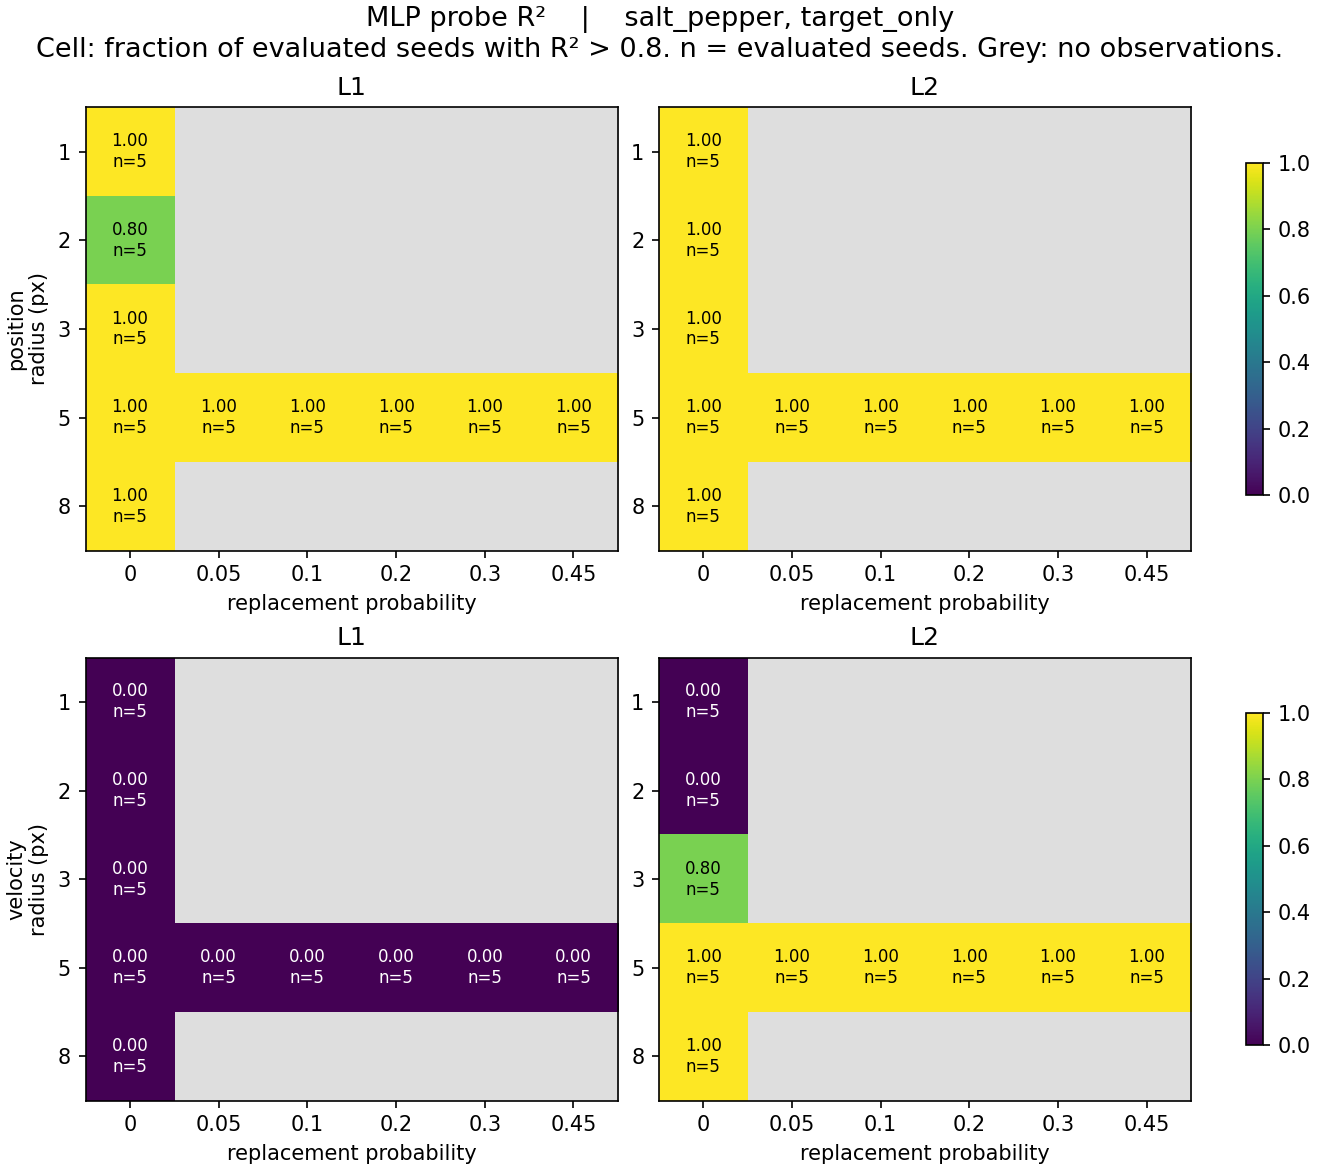 MLP probe R² | salt_pepper, target_only
Cell: fraction of evaluated seeds with R² > 0.8. n = evaluated seeds. Grey: no observations.
L1
L2
position
radius (px)
1
1.00
n=5
2
0.80
n=5
3
1.00
n=5
5
1.00 1.00 1.00 1.00 1.00 1.00
n=5 n=5 n=5 n=5 n=5 n=5
8
1.00
n=5
0 0.05 0.1 0.2 0.3 0.45
replacement probability
1
1.00
n=5
2
1.00
n=5
3
1.00
n=5
5
1.00 1.00 1.00 1.00 1.00 1.00
n=5 n=5 n=5 n=5 n=5 n=5
8
1.00
n=5
0 0.05 0.1 0.2 0.3 0.45
replacement probability
1.0
0.8
0.6
0.4
0.2
0.0
L1
L2
velocity
radius (px)
1
0.00
n=5
2
0.00
n=5
3
0.00
n=5
5
0.00 0.00 0.00 0.00 0.00 0.00
n=5 n=5 n=5 n=5 n=5 n=5
8
0.00
n=5
0 0.05 0.1 0.2 0.3 0.45
replacement probability
1
0.00
n=5
2
0.00
n=5
3
0.80
n=5
5
1.00 1.00 1.00 1.00 1.00 1.00
n=5 n=5 n=5 n=5 n=5 n=5
8
1.00
n=5
0 0.05 0.1 0.2 0.3 0.45
replacement probability
1.0
0.8
0.6
0.4
0.2
0.0